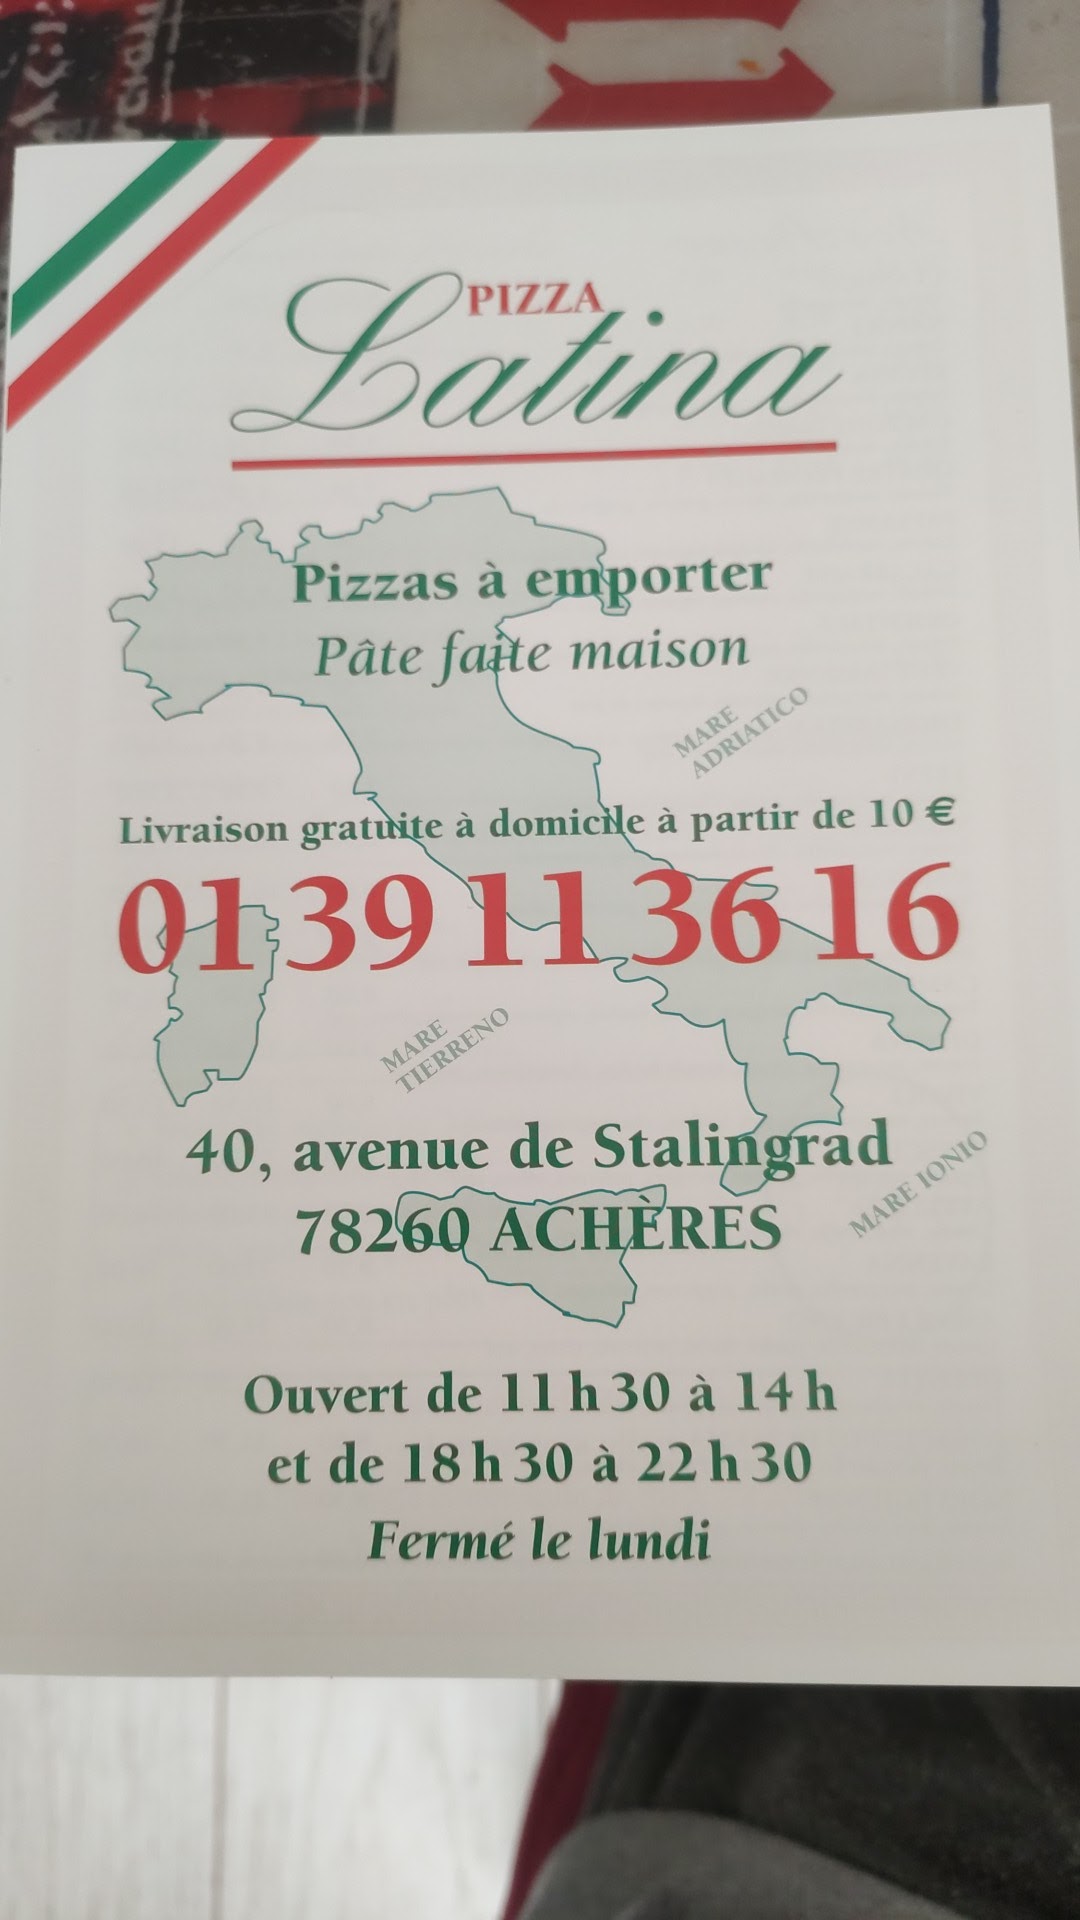 PIZZA
Latina
Pizzas à emporter
Pâte faite maison
MARE
ADRIATICO
Livraison gratuite à domicile à partir de 10 €
01 39 11 36 16
MARE
TIERRENO
40, avenue de Stalingrad
MARE IONIO
78260 ACHÈRES
Ouvert de 11 h 30 à 14 h
et de 18 h 30 à 22 h 30
Fermé le lundi